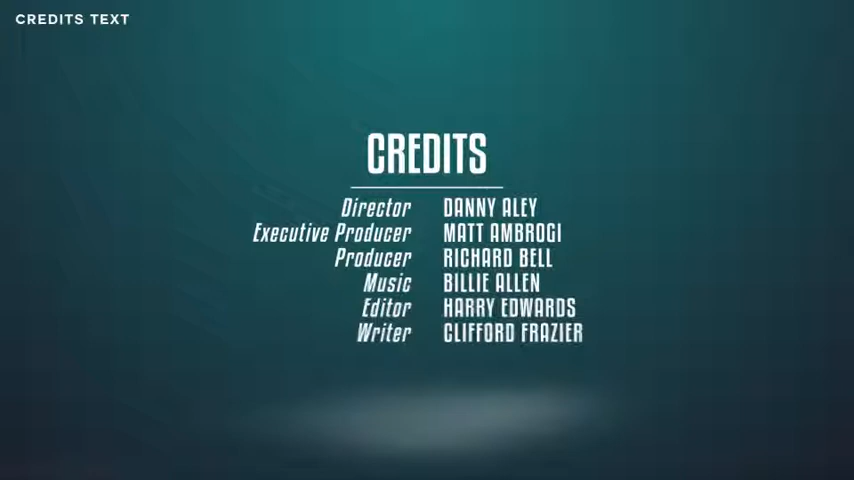 CREDITS TEXT
CREDITS
Director DANNY ALEY
Executive Producer MATT AMBROGI
Producer RICHARD BELL
Music BILLIE ALLEN
Editor HARRY EDWARDS
Writer CLIFFORD FRAZIER